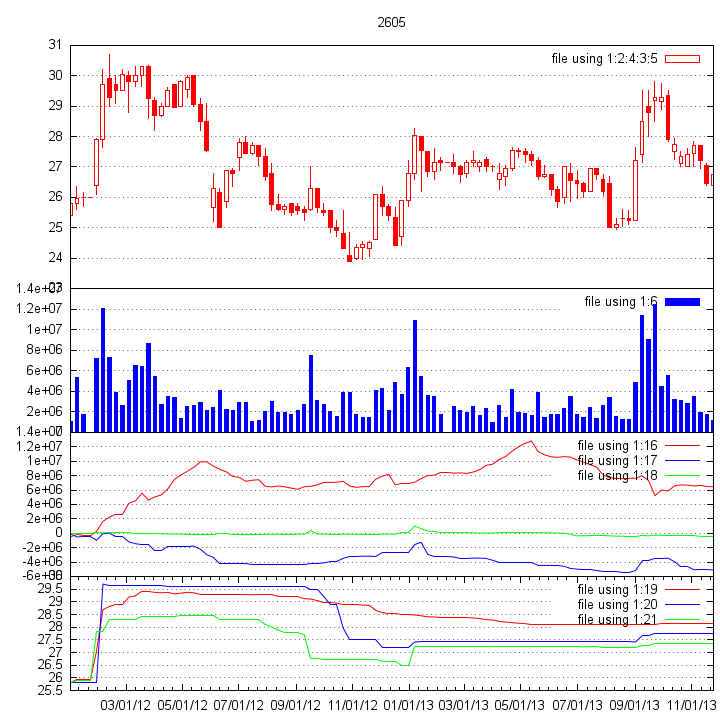 2605
31
file using 1:2:4:3:5
30
29
28
27
26
25
24
23
1.4e+07
file using 1:6
1.2e+07
1e+07
8e+06
6e+06
4e+06
2e+06
0
1.4e+07
file using 1:16
1.2e+07
file using 1:17
1e+07
file using 1:18
8e+06
6e+06
4e+06
2e+06
0
-2e+06
-4e+06
-6e+06
30
29.5
file using 1:19
29
file using 1:20
28.5
file using 1:21
28
27.5
27
26.5
26
25.5
03/01/12 05/01/12 07/01/12 09/01/12 11/01/12 01/01/13 03/01/13 05/01/13 07/01/13 09/01/13 11/01/13